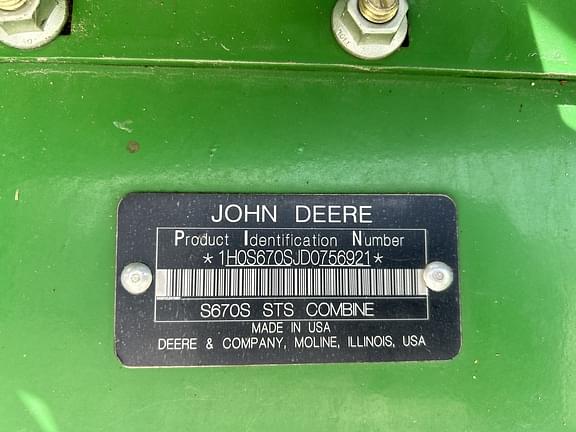 JOHN DEERE
Product Identification Number
*1H0S670SJD0756921*
S670S STS COMBINE
MADE IN USA
DEERE & COMPANY, MOLINE, ILLINOIS, USA